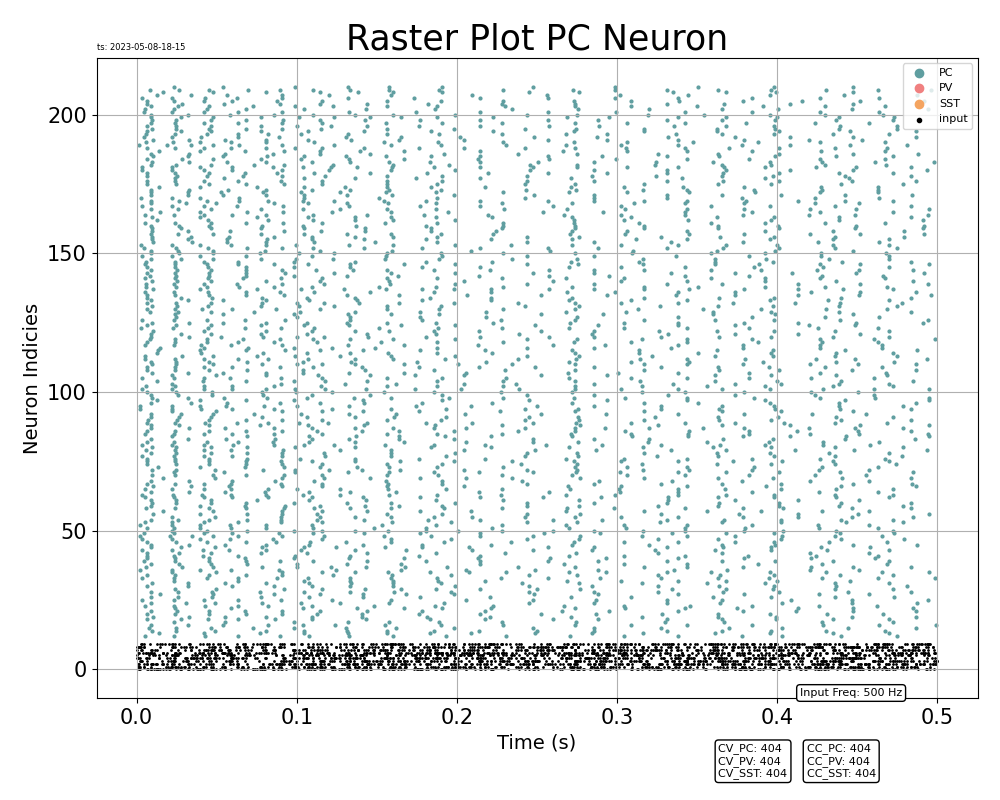 Raster Plot PC Neuron
ts: 2023-05-08-18-15
PC
PV
SST
input
200
150
100
50
0
Neuron Indicies
0.0 0.1 0.2 0.3 0.4 0.5
Time (s)
Input Freq: 500 Hz
CV_PC: 404
CV_PV: 404
CV_SST: 404
CC_PC: 404
CC_PV: 404
CC_SST: 404